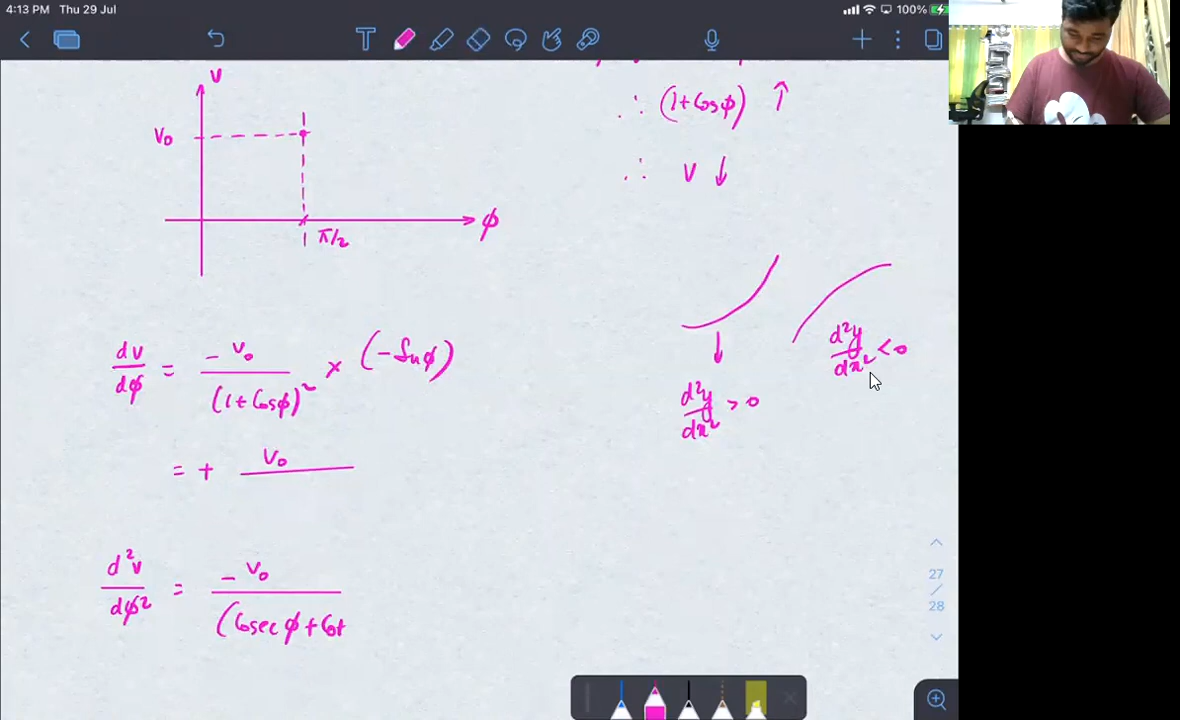 4:13 PM Thu 29 Jul
100%
T
v
v₀
φ
π/2
∴ (1+Cosφ) ↑
∴ v ↓
dv/dφ = - v₀/(1+Cosφ)² × (-Sinφ)
= + v₀
d²v/dφ² = - v₀/(Cosec φ + Cot
d²y/dx² > 0
d²y/dx² < 0
27
/
28